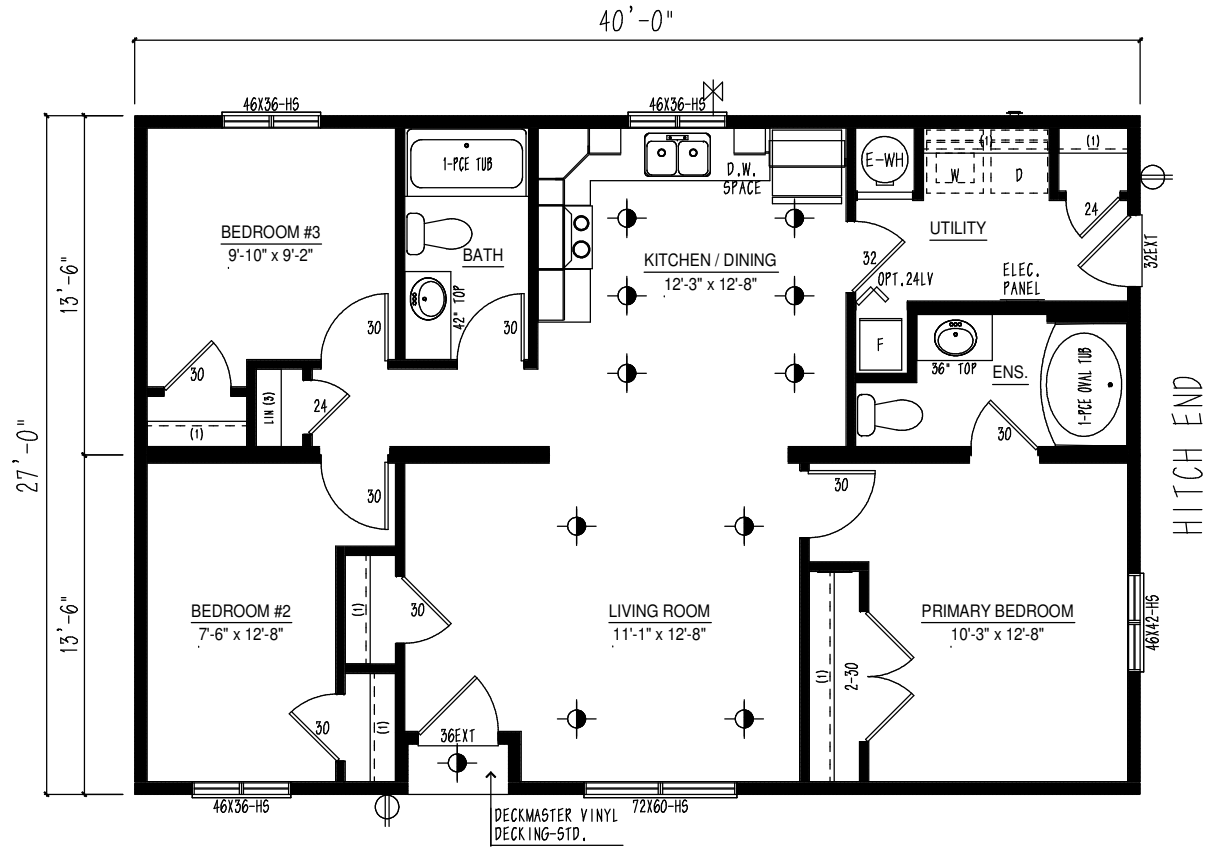 40'-0"
46X36-HS
46X36-HS
1-PCE TUB
D.W.
SPACE
E-WH
W
D
(1)
(1)
24
32EXT
BEDROOM #3
9'-10" x 9'-2"
BATH
42" TOP
KITCHEN / DINING
12'-3" x 12'-8"
UTILITY
32
OPT.24LV
ELEC.
PANEL
13'-6"
30
30
30
24
LIN (3)
(1)
F
36" TOP
ENS.
1-PCE OVAL TUB
30
HITCH END
27'-0"
30
30
BEDROOM #2
7'-6" x 12'-8"
(1)
30
LIVING ROOM
11'-1" x 12'-8"
PRIMARY BEDROOM
10'-3" x 12'-8"
46X42-HS
13'-6"
(1)
2-30
30
(1)
36EXT
46X36-HS
72X60-HS
DECKMASTER VINYL
DECKING-STD.